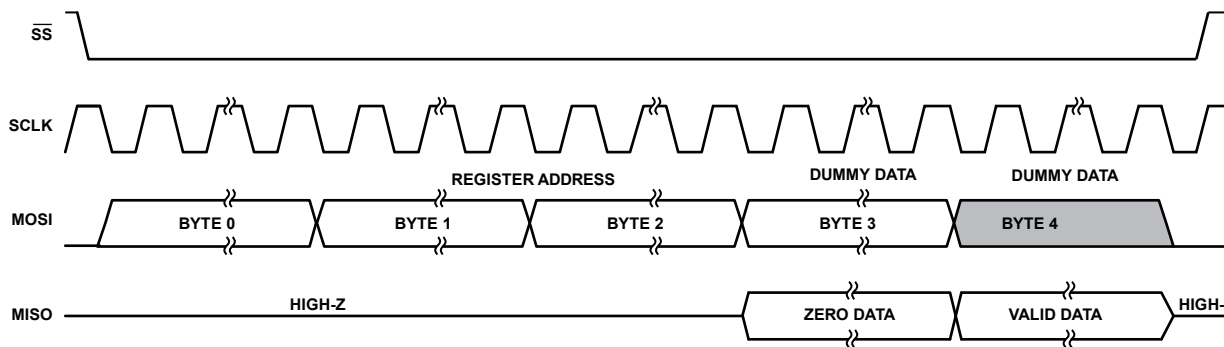 SS
SCLK
REGISTER ADDRESS DUMMY DATA DUMMY DATA
MOSI BYTE 0 BYTE 1 BYTE 2 BYTE 3 BYTE 4
MISO HIGH-Z ZERO DATA VALID DATA HIGH-